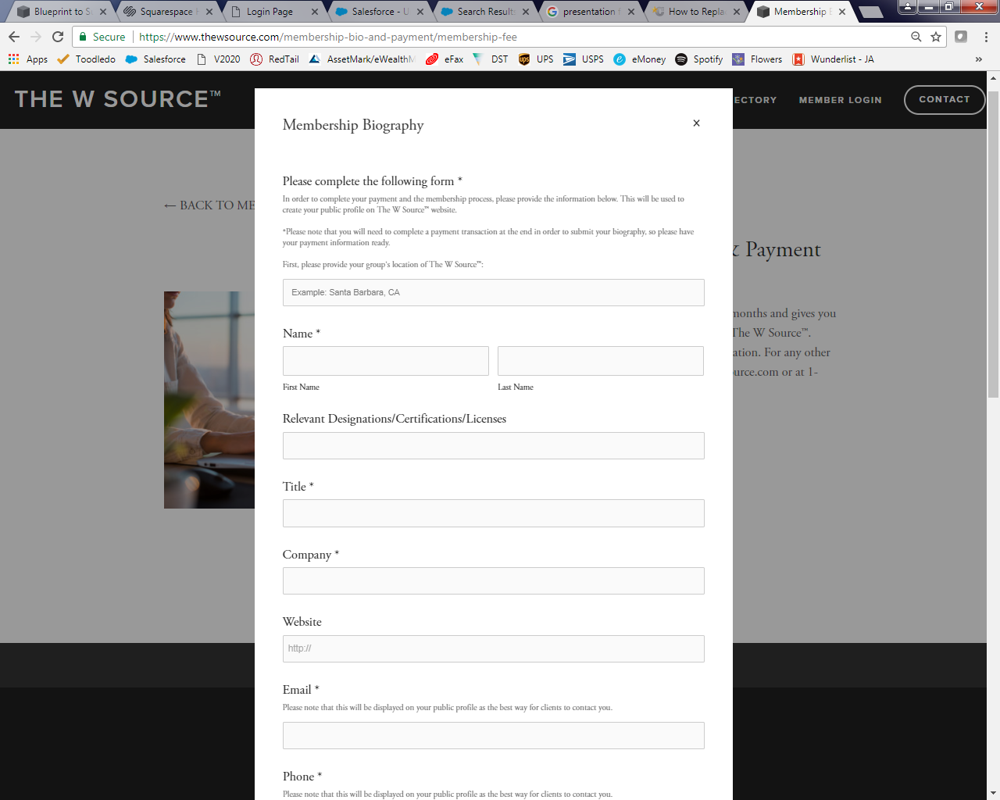 Blueprint to S
Squarespace
Login Page
Salesforce - U
Search Results
presentation
How to Repla
Membership
Secure
https://www.thewsource.com/membership-bio-and-payment/membership-fee
Apps
Toodledo
Salesforce
V2020
RedTail
AssetMark/eWealthM
eFax
DST
UPS
USPS
eMoney
Spotify
Flowers
Wunderlist - JA
»
THE W SOURCE™
ECTORY
MEMBER LOGIN
CONTACT
← BACK TO ME
& Payment
months and gives you
The W Source™.
ation. For any other
urce.com or at 1-
Membership Biography
×
Please complete the following form *
In order to complete your payment and the membership process, please provide the information below. This will be used to
create your public profile on The W Source™ website.
*Please note that you will need to complete a payment transaction at the end in order to submit your biography, so please have
your payment information ready.
First, please provide your group's location of The W Source™:
Example: Santa Barbara, CA
Name *
First Name
Last Name
Relevant Designations/Certifications/Licenses
Title *
Company *
Website
http://
Email *
Please note that this will be displayed on your public profile as the best way for clients to contact you.
Phone *
Please note that this will be displayed on your public profile as the best way for clients to contact you.